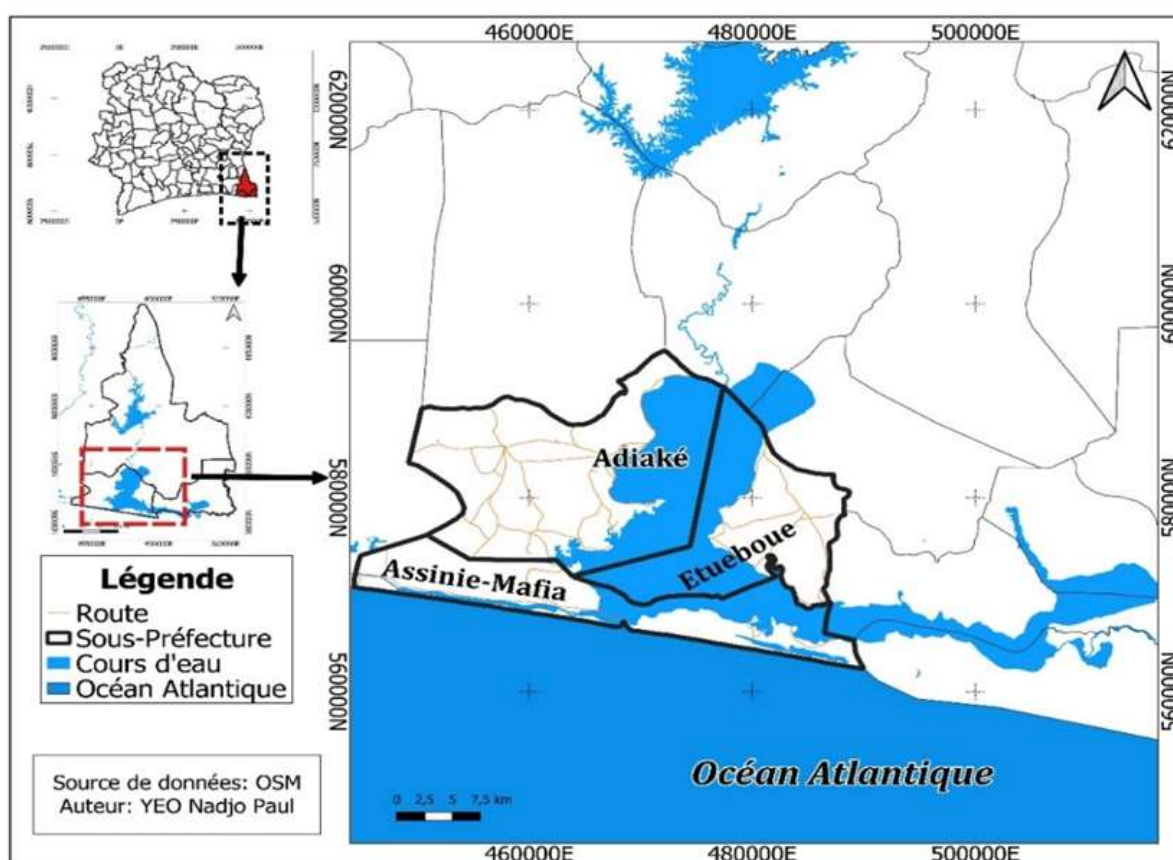 460000E 480000E 500000E
620000N
620000N
600000N
600000N
580000N
580000N
560000N
560000N
Adiaké
Etueboue
Assinie-Mafia
Océan Atlantique
0 2,5 5 7,5 km
460000E 480000E 500000E
Légende
Route
Sous-Préfecture
Cours d'eau
Océan Atlantique
Source de données: OSM
Auteur: YEO Nadjo Paul